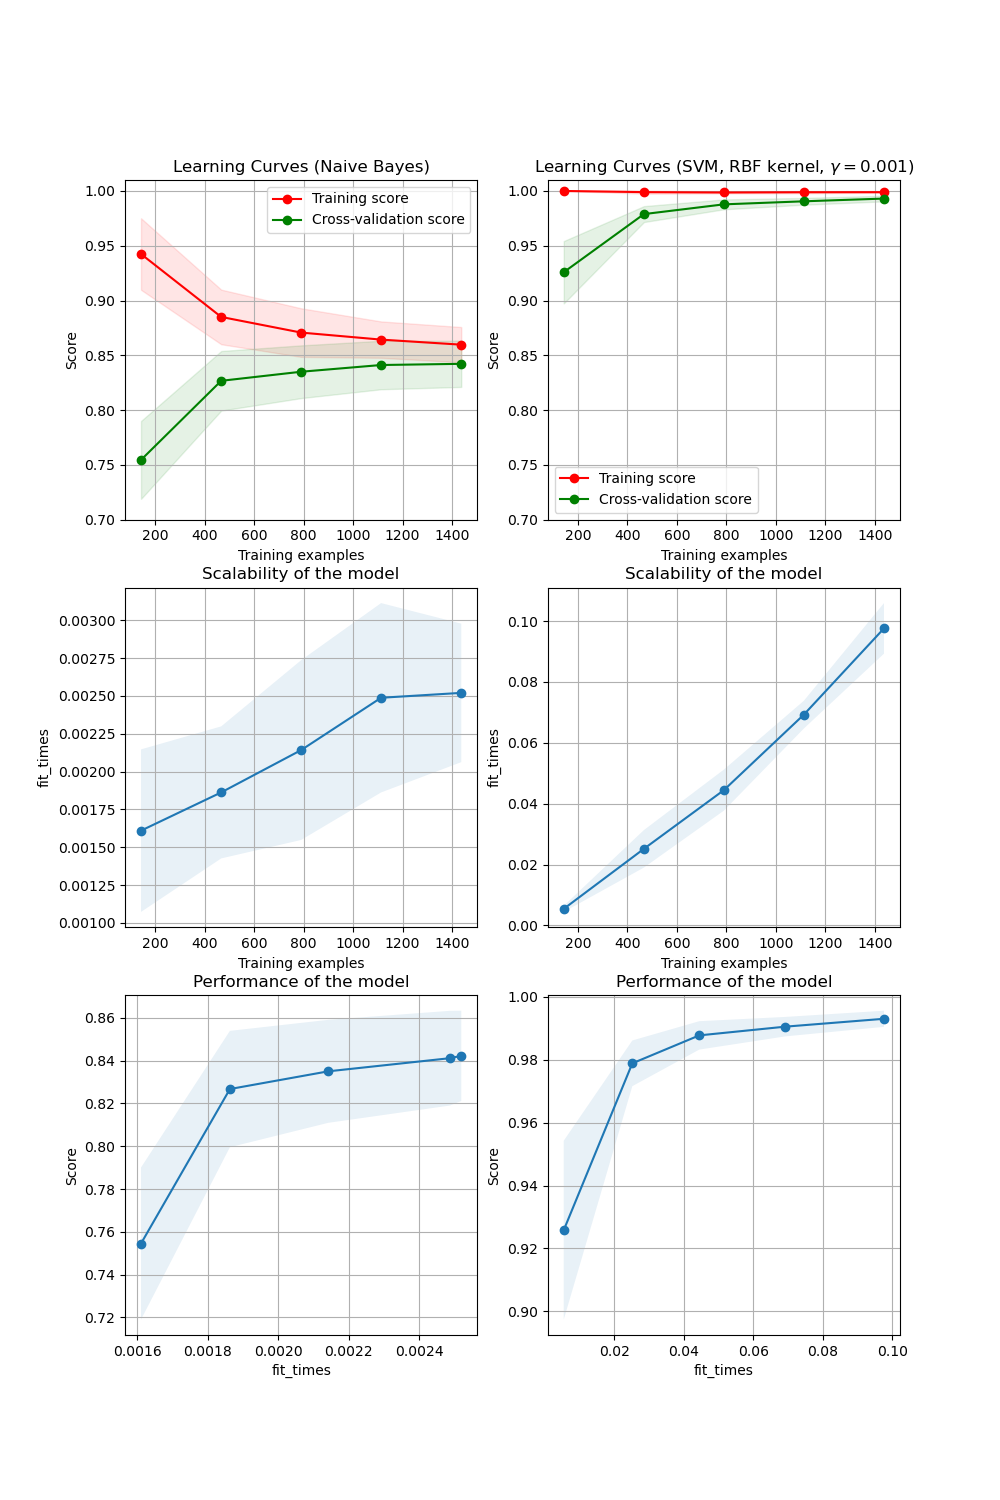 Learning Curves (Naive Bayes)
1.00
0.95
0.90
0.85
0.80
0.75
0.70
Score
Training score
Cross-validation score
200 400 600 800 1000 1200 1400
Training examples
Learning Curves (SVM, RBF kernel, γ = 0.001)
1.00
0.95
0.90
0.85
0.80
0.75
0.70
Score
Training score
Cross-validation score
200 400 600 800 1000 1200 1400
Training examples
Scalability of the model
0.00300
0.00275
0.00250
0.00225
0.00200
0.00175
0.00150
0.00125
0.00100
fit_times
200 400 600 800 1000 1200 1400
Training examples
Scalability of the model
0.10
0.08
0.06
0.04
0.02
0.00
fit_times
200 400 600 800 1000 1200 1400
Training examples
Performance of the model
0.86
0.84
0.82
0.80
0.78
0.76
0.74
0.72
Score
0.0016 0.0018 0.0020 0.0022 0.0024
fit_times
Performance of the model
1.00
0.98
0.96
0.94
0.92
0.90
Score
0.02 0.04 0.06 0.08 0.10
fit_times